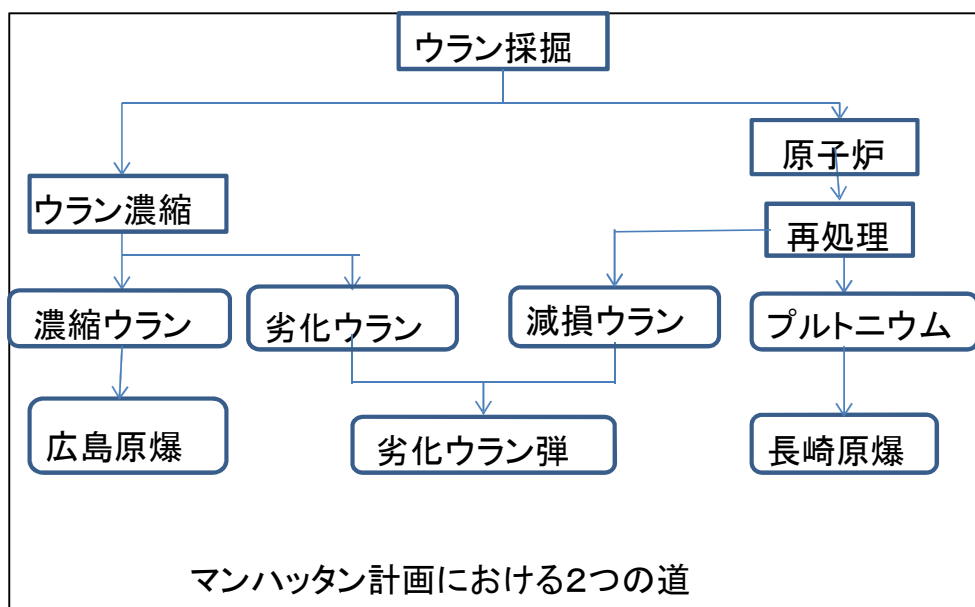 ウラン採掘
原子炉
ウラン濃縮
再処理
濃縮ウラン
劣化ウラン
減損ウラン
プルトニウム
広島原爆
劣化ウラン弾
長崎原爆
マンハッタン計画における2つの道